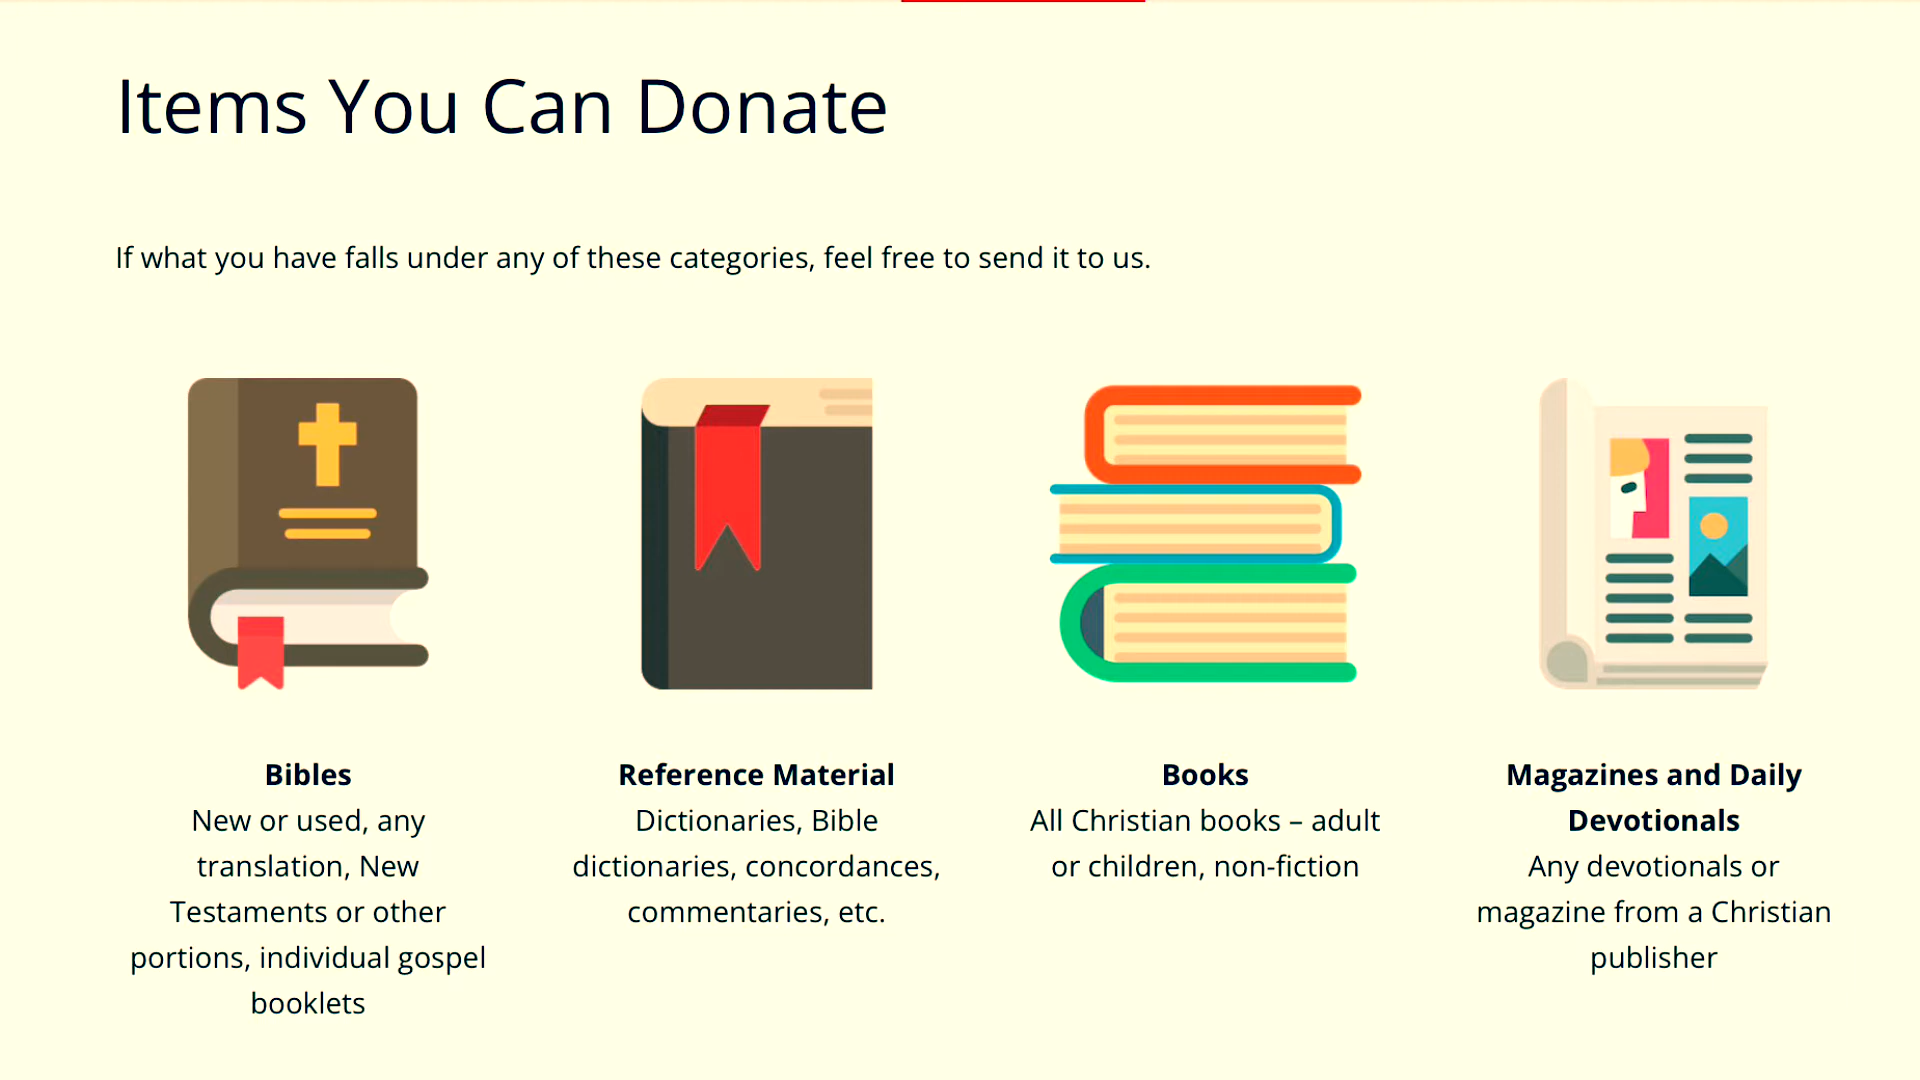 Items You Can Donate
If what you have falls under any of these categories, feel free to send it to us.
Bibles
New or used, any
translation, New
Testaments or other
portions, individual gospel
booklets
Reference Material
Dictionaries, Bible
dictionaries, concordances,
commentaries, etc.
Books
All Christian books – adult
or children, non-fiction
Magazines and Daily
Devotionals
Any devotionals or
magazine from a Christian
publisher